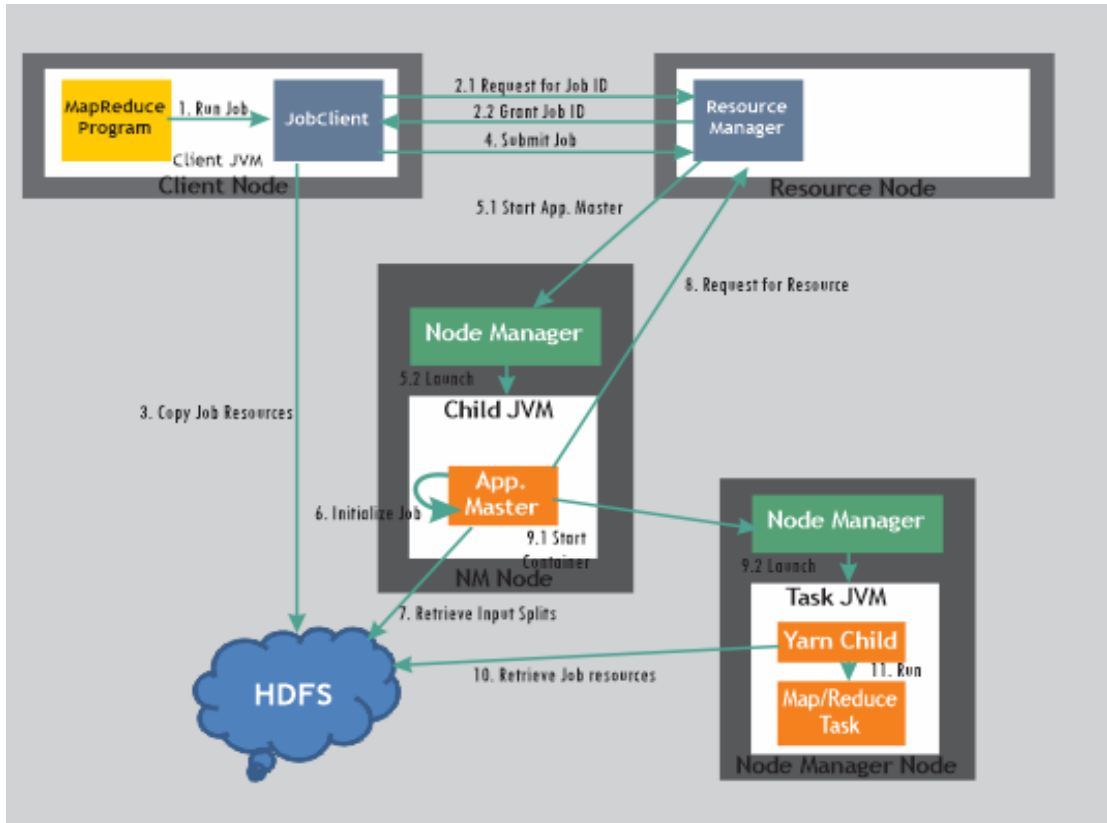 MapReduce
Program
1. Run Job
JobClient
Client JVM
Client Node
2.1 Request for Job ID
2.2 Grant Job ID
4. Submit Job
Resource
Manager
Resource Node
5.1 Start App. Master
8. Request for Resource
Node Manager
5.2 Launch
Child JVM
3. Copy Job Resources
App.
Master
6. Initialize Job
9.1 Start
Container
NM Node
Node Manager
9.2 Launch
Task JVM
7. Retrieve Input Splits
Yarn Child
11. Run
10. Retrieve Job resources
HDFS
Map/Reduce
Task
Node Manager Node